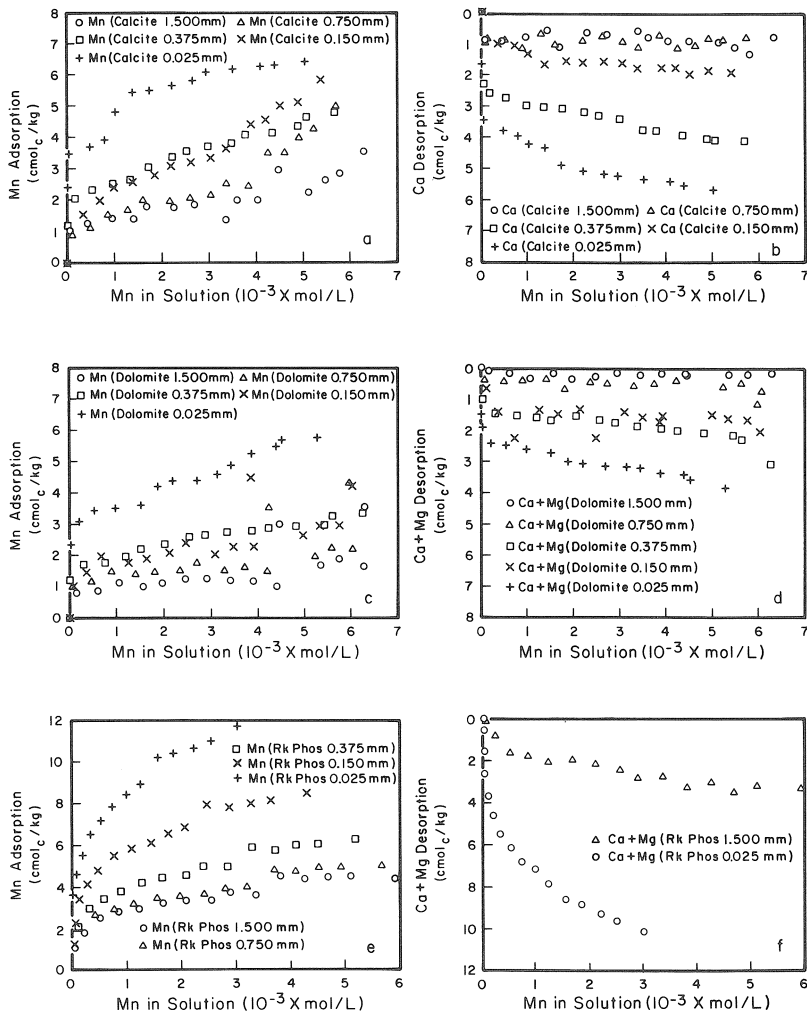 8
7
6
5
4
3
2
1
0
Mn Adsorption
(cmol_c/kg)
○ Mn (Calcite 1.500mm) △ Mn (Calcite 0.750mm)
□ Mn (Calcite 0.375mm) × Mn (Calcite 0.150mm)
+ Mn (Calcite 0.025mm)
a
0 1 2 3 4 5 6 7
Mn in Solution (10⁻³ X mol/L)
0
1
2
3
4
5
6
7
8
Ca Desorption
(cmol_c/kg)
○ Ca (Calcite 1.500mm) △ Ca (Calcite 0.750mm)
□ Ca (Calcite 0.375mm) × Ca (Calcite 0.150mm)
+ Ca (Calcite 0.025mm)
b
0 1 2 3 4 5 6 7
Mn in Solution (10⁻³ X mol/L)
8
7
6
5
4
3
2
1
0
Mn Adsorption
(cmol_c/kg)
○ Mn (Dolomite 1.500mm) △ Mn (Dolomite 0.750mm)
□ Mn (Dolomite 0.375mm) × Mn (Dolomite 0.150mm)
+ Mn (Dolomite 0.025mm)
c
0 1 2 3 4 5 6 7
Mn in Solution (10⁻³ X mol/L)
0
1
2
3
4
5
6
7
8
Ca+Mg Desorption
(cmol_c/kg)
○ Ca+Mg (Dolomite 1.500 mm)
△ Ca+Mg (Dolomite 0.750 mm)
□ Ca+Mg (Dolomite 0.375 mm)
× Ca+Mg (Dolomite 0.150 mm)
+ Ca+Mg (Dolomite 0.025 mm)
d
0 1 2 3 4 5 6 7
Mn in Solution (10⁻³ X mol/L)
12
10
8
6
4
2
0
Mn Adsorption
(cmol_c/kg)
□ Mn (Rk Phos 0.375 mm)
× Mn (Rk Phos 0.150 mm)
+ Mn (Rk Phos 0.025 mm)
○ Mn (Rk Phos 1.500 mm)
△ Mn (Rk Phos 0.750 mm)
e
0 1 2 3 4 5 6
Mn in Solution (10⁻³ X mol/L)
0
2
4
6
8
10
12
Ca+Mg Desorption
(cmol_c/kg)
△ Ca+Mg (Rk Phos 1.500 mm)
○ Ca+Mg (Rk Phos 0.025 mm)
f
0 1 2 3 4 5 6
Mn in Solution (10⁻³ X mol/L)